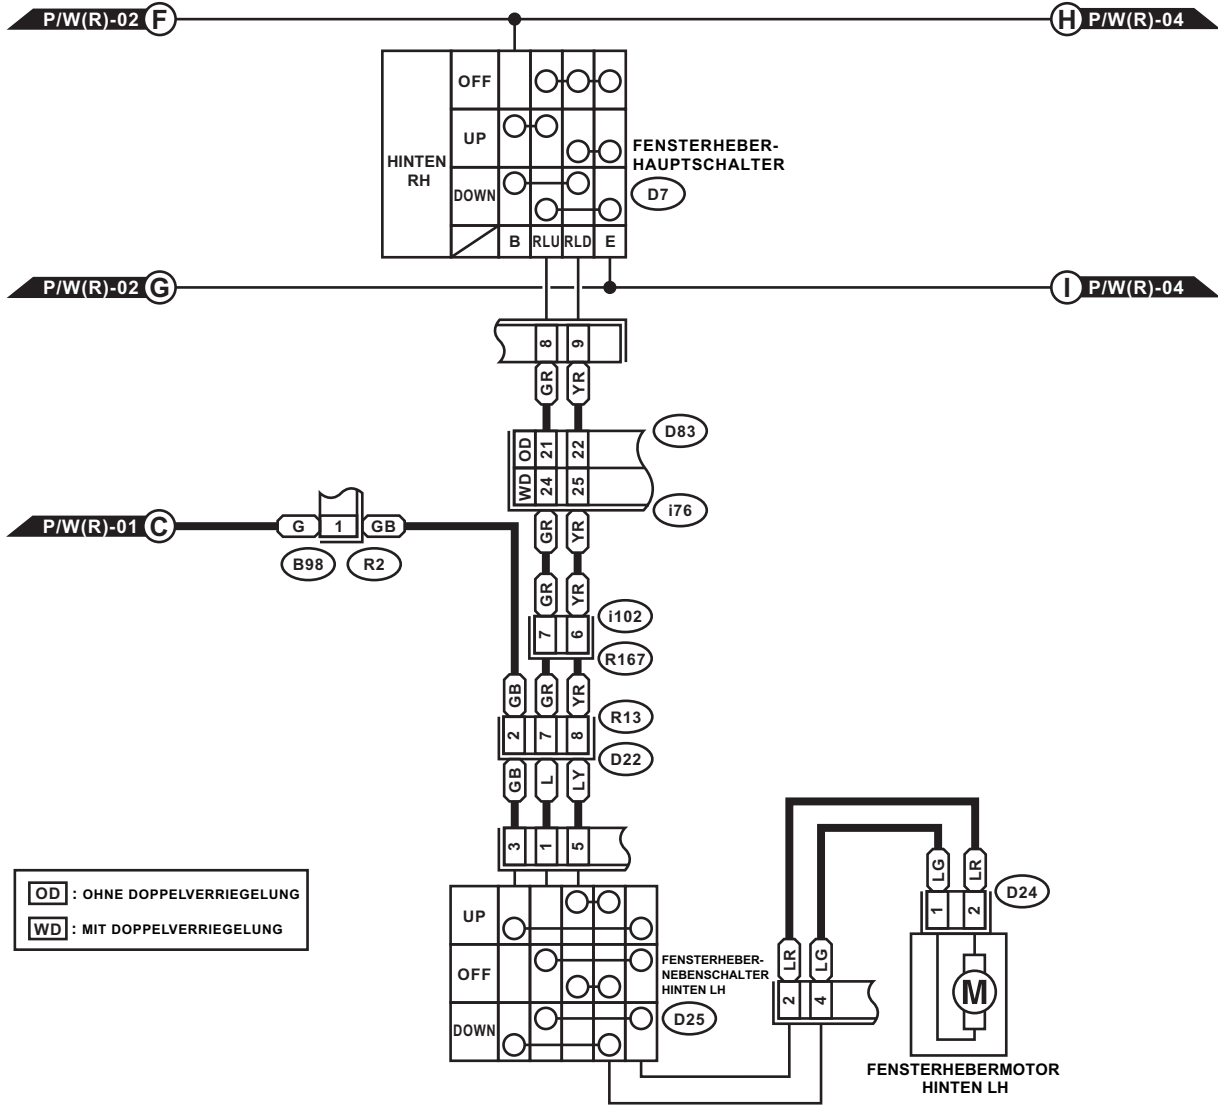 P/W(R)-02 F
H P/W(R)-04
OFF
UP
HINTEN
RH
DOWN
B RLU RLD E
FENSTERHEBER-
HAUPTSCHALTER
D7
P/W(R)-02 G
I P/W(R)-04
8 9
GR YR
OD 21 22
D83
WD 24 25
i76
GR YR
P/W(R)-01 C
G 1 GB
B98 R2
GR YR
i102
7 6
R167
GB GR YR
R13
2 7 8
D22
GB L LY
3 1 5
OD : OHNE DOPPELVERRIEGELUNG
WD : MIT DOPPELVERRIEGELUNG
UP
OFF
DOWN
FENSTERHEBER-
NEBENSCHALTER
HINTEN LH
D25
LR LG
2 4
LG LR
D24
1 2
M
FENSTERHEBERMOTOR
HINTEN LH